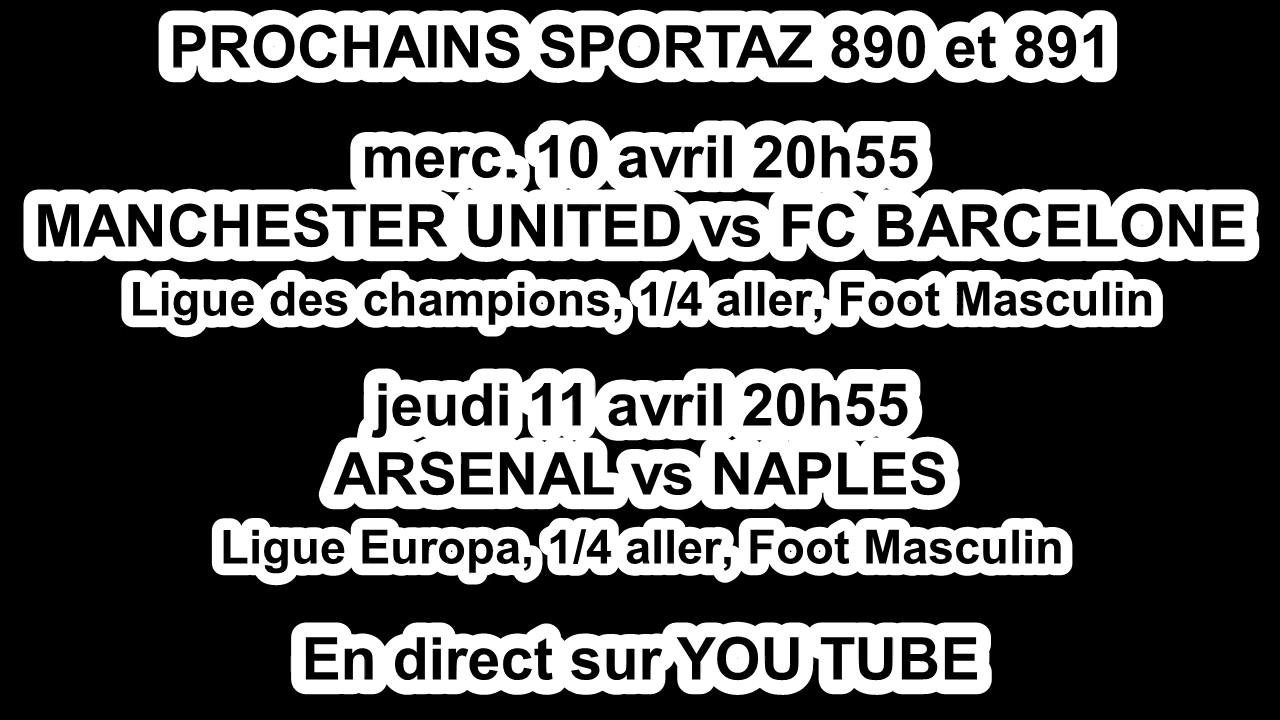 PROCHAINS SPORTAZ 890 et 891
merc. 10 avril 20h55
MANCHESTER UNITED vs FC BARCELONE
Ligue des champions, 1/4 aller, Foot Masculin
jeudi 11 avril 20h55
ARSENAL vs NAPLES
Ligue Europa, 1/4 aller, Foot Masculin
En direct sur YOU TUBE